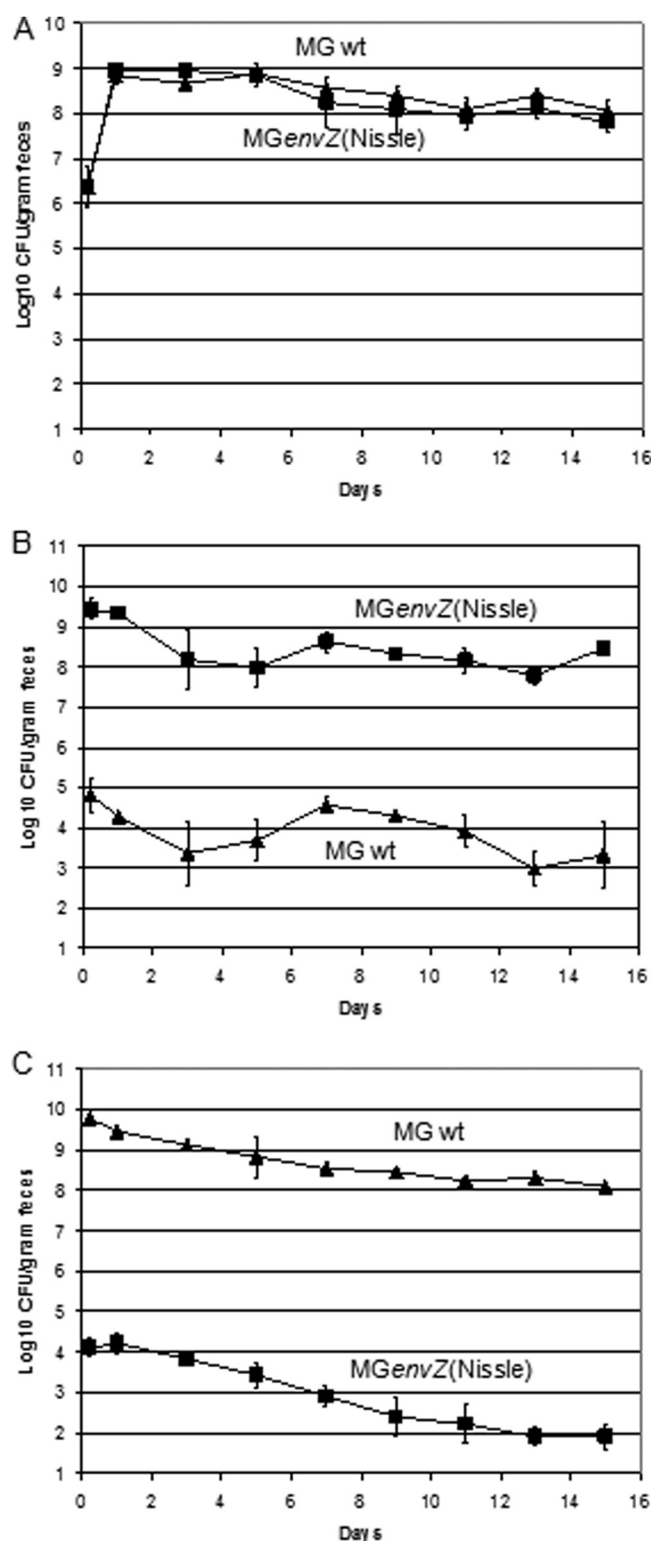 A
Log10 CFU/gram feces
10
9
8
7
6
5
4
3
2
1
MG wt
MGenvZ(Nissle)
0 2 4 6 8 10 12 14 16
Days
B
Log 10 CFU/gram feces
11
10
9
8
7
6
5
4
3
2
1
MGenvZ(Nissle)
MG wt
0 2 4 6 8 10 12 14 16
Days
C
Log10 CFU/gram feces
11
10
9
8
7
6
5
4
3
2
1
MG wt
MGenvZ(Nissle)
0 2 4 6 8 10 12 14 16
Days